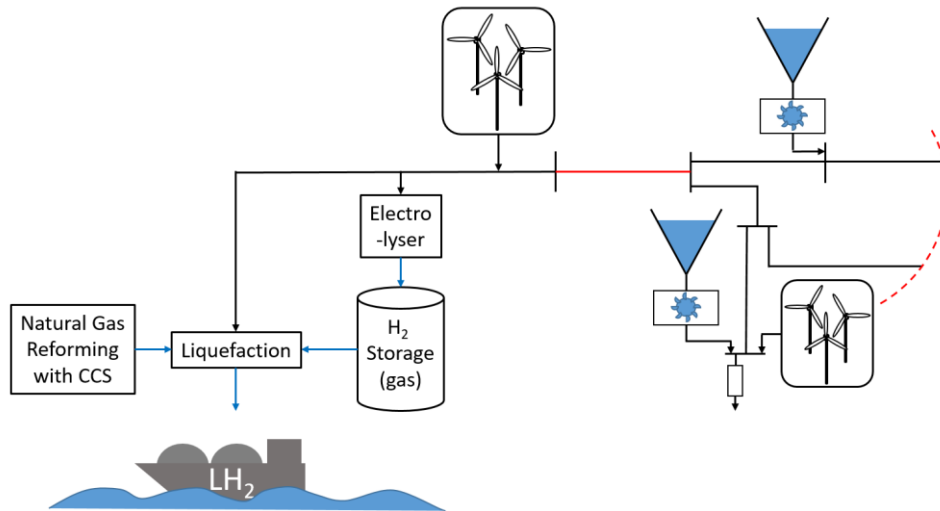 Electro
-lyser
Natural Gas
Reforming
with CCS
Liquefaction
H₂
Storage
(gas)
LH₂